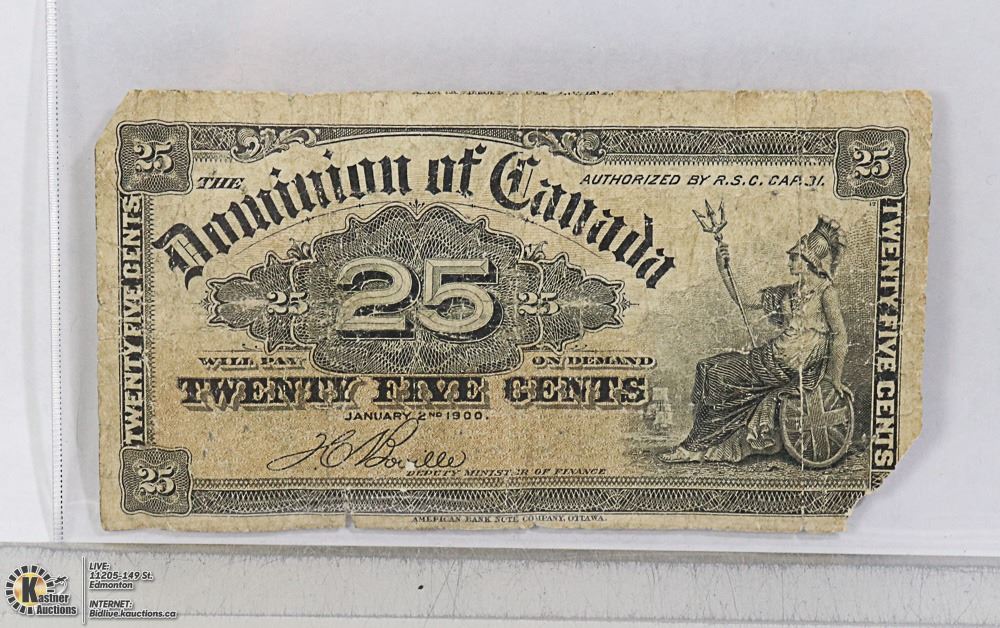 25
25
THE
Dominion of Canada
AUTHORIZED BY R.S.C. CAP. 31.
TWENTY FIVE CENTS
25
25
25
TWENTY FIVE CENTS
WILL PAY
ON DEMAND
TWENTY FIVE CENTS
JANUARY 2ND 1900.
J C Boville
DEPUTY MINISTER OF FINANCE
25
AMERICAN BANK NOTE COMPANY, OTTAWA.
K
Kastner
Auctions
LIVE:
11205-149 St.
Edmonton
INTERNET:
Bidlive.kauctions.ca